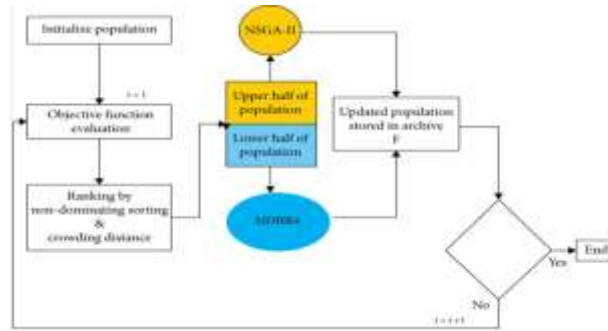 Initialize population
i = 1
Objective function
evaluation
Ranking by
non-dominating sorting
&
crowding distance
NSGA-II
Upper half of
population
Lower half of
population
Updated population
stored in archive
F
Yes
End
No
i = i+1